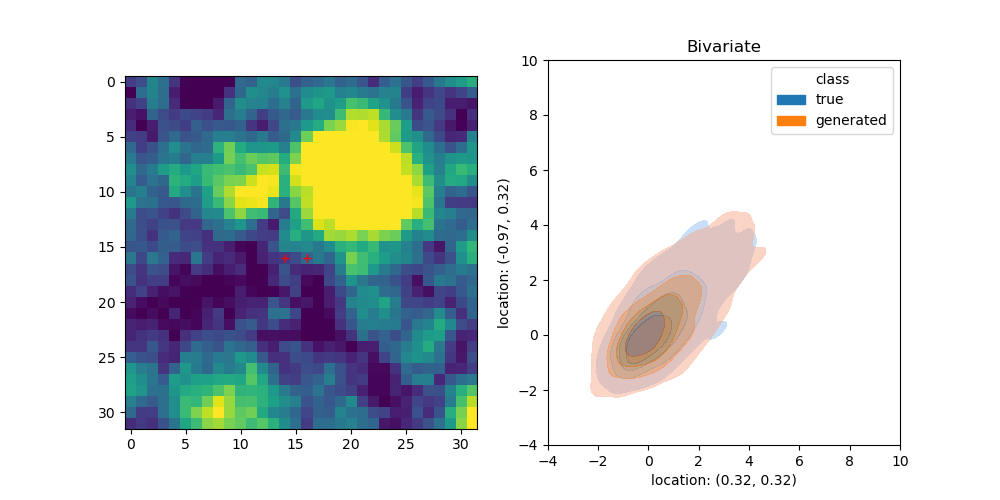 0
5
10
15
20
25
30
0 5 10 15 20 25 30
Bivariate
class
true
generated
10
8
6
4
2
0
−2
−4
−4 −2 0 2 4 6 8 10
location: (-0.97, 0.32)
location: (0.32, 0.32)